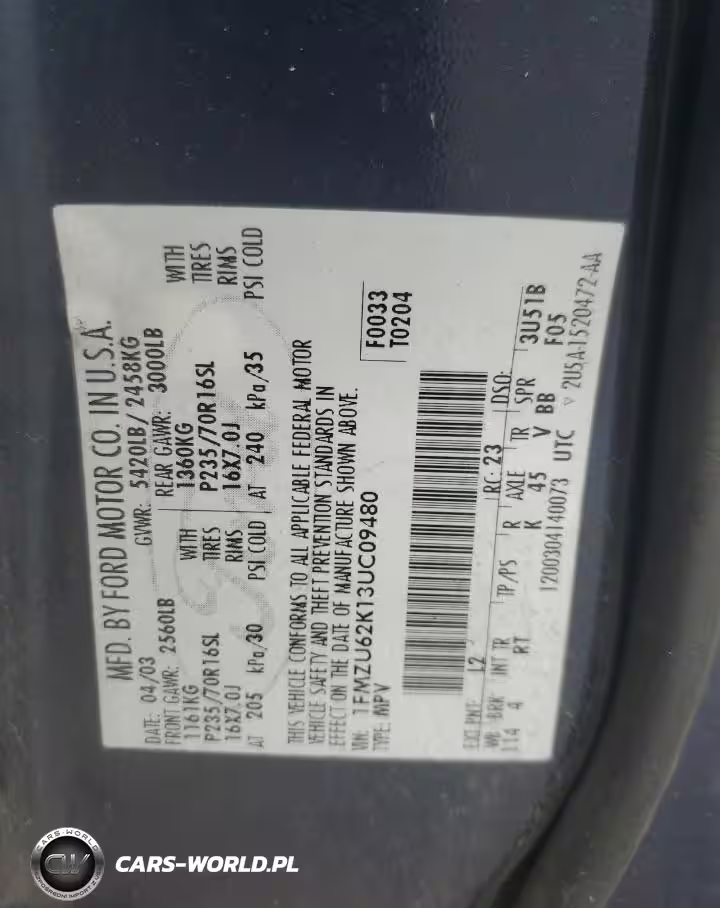 MFD. BY FORD MOTOR CO. IN U.S.A.
DATE: 04/03 GVWR: 5420LB/2458KG
FRONT GAWR: 2560LB REAR GAWR: 3000LB
1161KG WITH 1360KG WITH
P235/70R16SL TIRES P235/70R16SL TIRES
16X7.0J RIMS 16X7.0J RIMS
AT 205 kPa/30 PSI COLD AT 240 kPa/35 PSI COLD
THIS VEHICLE CONFORMS TO ALL APPLICABLE FEDERAL MOTOR
VEHICLE SAFETY AND THEFT PREVENTION STANDARDS IN
EFFECT ON THE DATE OF MANUFACTURE SHOWN ABOVE.
VIN: 1FMZU62K13UC09480
TYPE: MPV
F0033
T0204
EXT PNT: L2 RC: 23 DSO:
WB BRK INT TR TP/PS R AXLE TR SPR 3U51B
114 4 RT K 45 V BB F05
1200304140073 UTC ▽ 2U5A-1520472-AA
CARS-WORLD
CW
CARS-WORLD.PL